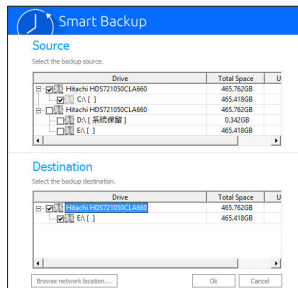 Smart Backup
Source
Select the backup source.
Drive Total Space U
Hitachi HDS721050CLA660 465.762GB
C:\ [ ] 465.418GB
Hitachi HDS721050CLA660 465.762GB
D:\ [ 系統保留 ] 0.342GB
E:\ [ ] 465.418GB
Destination
Select the backup destination.
Drive Total Space U
Hitachi HDS721050CLA660 465.762GB
E:\ [ ] 465.418GB
Browse network location... Ok Cancel